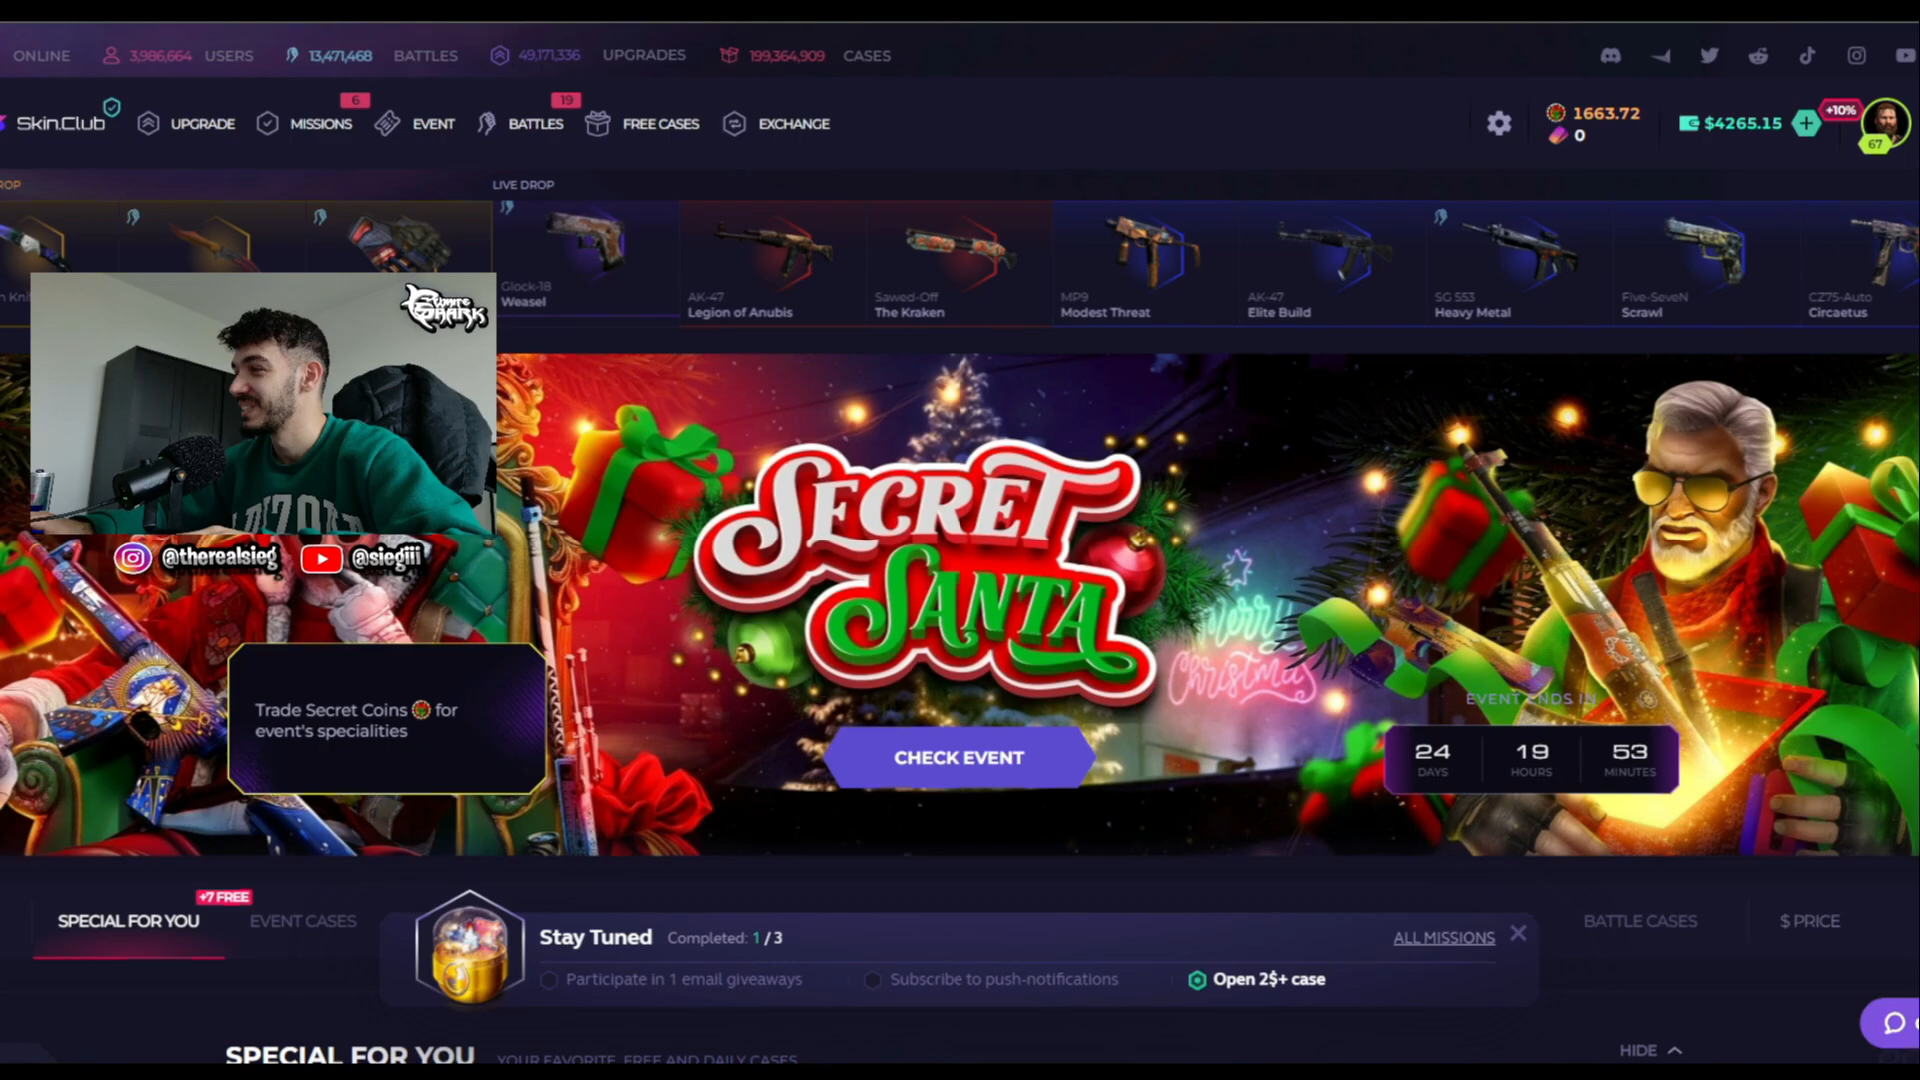 ONLINE 3,986,664 USERS 13,471,468 BATTLES 49,171,336 UPGRADES 199,364,909 CASES
Skin.Club UPGRADE 6 MISSIONS EVENT 19 BATTLES FREE CASES EXCHANGE 1663.72 0 $4265.15 + +10% 67
LIVE DROP
Glock-18
Weasel
AK-47
Legion of Anubis
Sawed-Off
The Kraken
MP9
Modest Threat
AK-47
Elite Build
SG 553
Heavy Metal
Five-SeveN
Scrawl
CZ75-Auto
Circaetus
SHARK
@therealsieg @siegiii
SECRET
SANTA
Merry
Christmas
Trade Secret Coins for
event's specialities
CHECK EVENT
EVENT ENDS IN
24 19 53
DAYS HOURS MINUTES
+7 FREE
SPECIAL FOR YOU EVENT CASES
Stay Tuned Completed: 1/3 ALL MISSIONS
Participate in 1 email giveaways Subscribe to push-notifications Open 2$+ case
BATTLE CASES $ PRICE
SPECIAL FOR YOU YOUR FAVORITE, FREE AND DAILY CASES HIDE